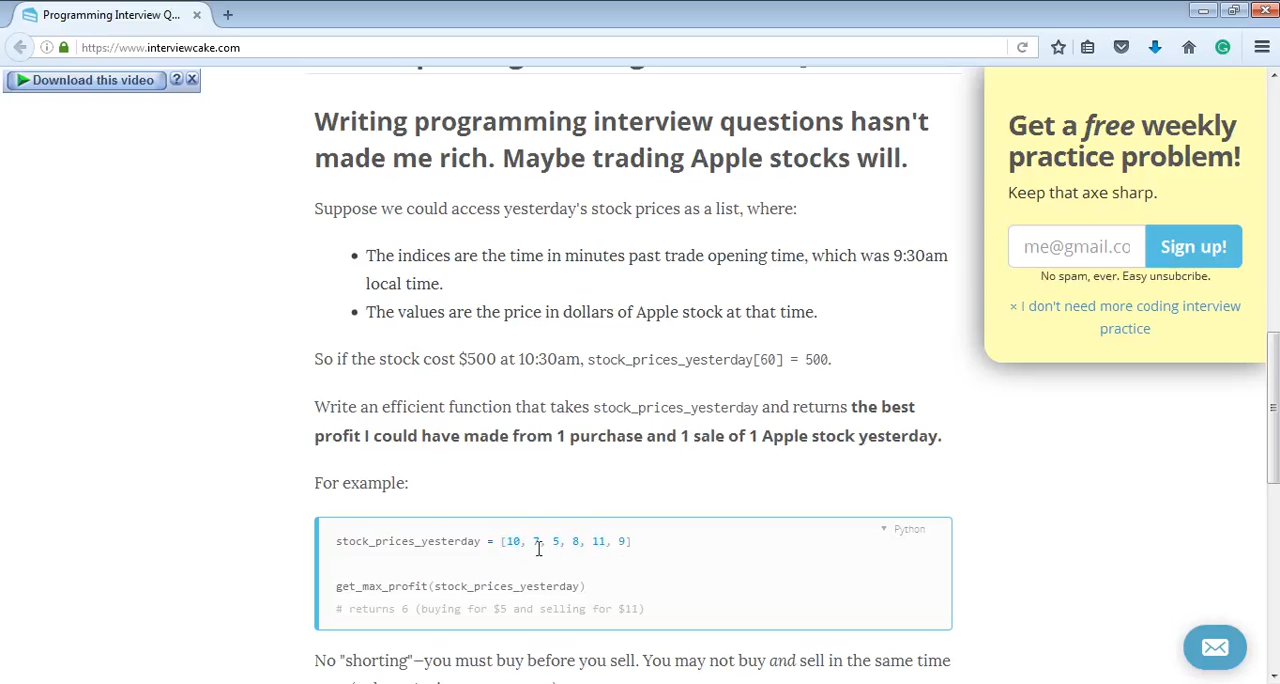 Programming Interview Q...
https://www.interviewcake.com
Download this video
?
Writing programming interview questions hasn't
made me rich. Maybe trading Apple stocks will.
Suppose we could access yesterday's stock prices as a list, where:
The indices are the time in minutes past trade opening time, which was 9:30am
local time.
The values are the price in dollars of Apple stock at that time.
So if the stock cost $500 at 10:30am, stock_prices_yesterday[60] = 500.
Write an efficient function that takes stock_prices_yesterday and returns the best
profit I could have made from 1 purchase and 1 sale of 1 Apple stock yesterday.
For example:
Python
stock_prices_yesterday = [10, 7, 5, 8, 11, 9]
get_max_profit(stock_prices_yesterday)
# returns 6 (buying for $5 and selling for $11)
No "shorting"—you must buy before you sell. You may not buy and sell in the same time
Get a free weekly
practice problem!
Keep that axe sharp.
me@gmail.co
Sign up!
No spam, ever. Easy unsubcribe.
× I don't need more coding interview
practice